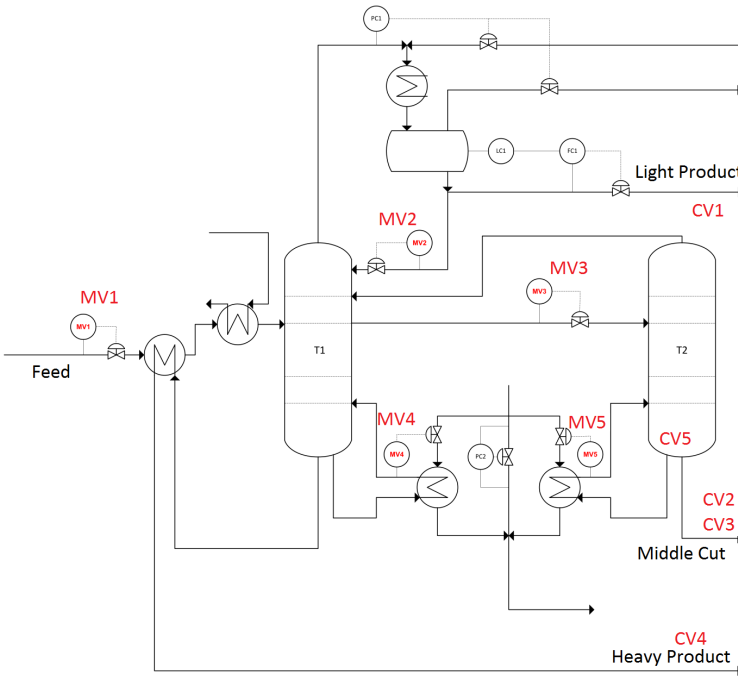 PC1
LC1
FC1
Light Product
CV1
MV2
MV2
MV3
MV3
MV1
MV1
Feed
T1
T2
MV4
MV4
PC2
MV5
MV5
CV5
CV2
CV3
Middle Cut
CV4
Heavy Product